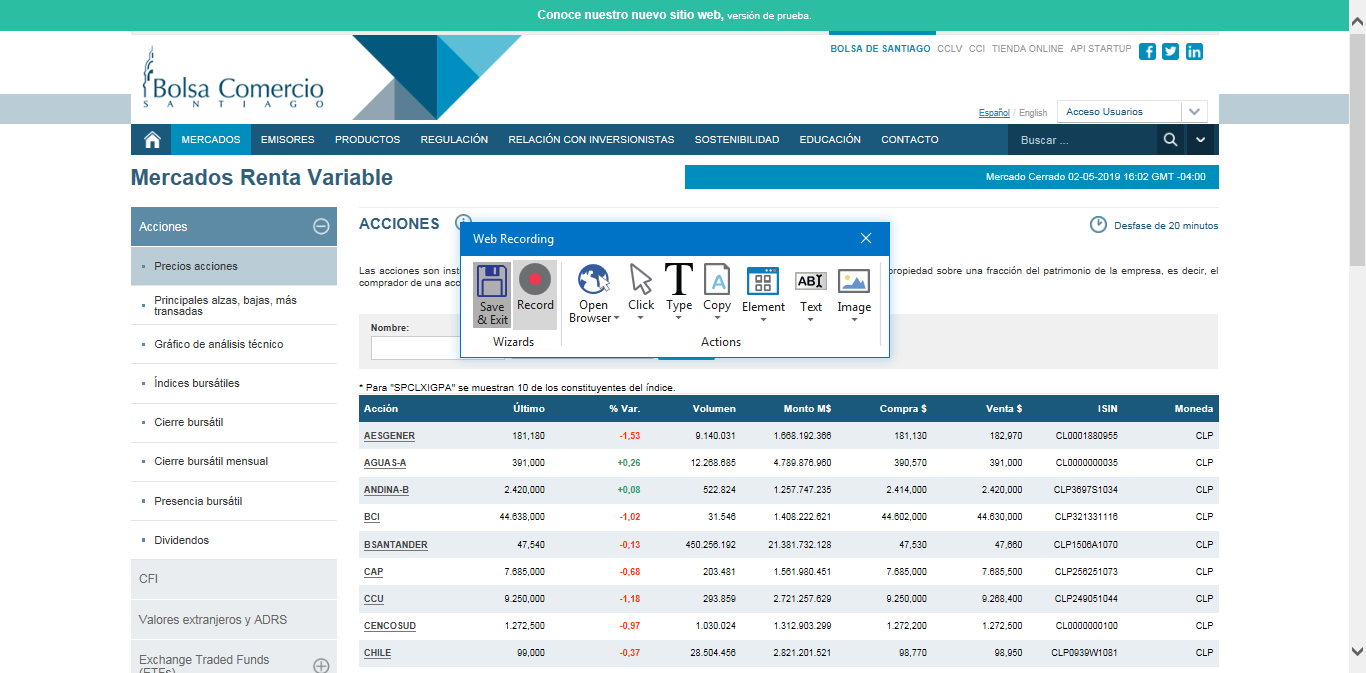 Conoce nuestro nuevo sitio web, versión de prueba.
BOLSA DE SANTIAGO CCLV CCI TIENDA ONLINE API STARTUP
Bolsa Comercio
SANTIAGO
Español / English Acceso Usuarios
MERCADOS EMISORES PRODUCTOS REGULACIÓN RELACIÓN CON INVERSIONISTAS SOSTENIBILIDAD EDUCACIÓN CONTACTO Buscar ...
Mercados Renta Variable
Mercado Cerrado 02-05-2019 16:02 GMT -04:00
Acciones
Precios acciones
Principales alzas, bajas, más
transadas
Gráfico de análisis técnico
Índices bursátiles
Cierre bursátil
Cierre bursátil mensual
Presencia bursátil
Dividendos
CFI
Valores extranjeros y ADRS
Exchange Traded Funds
(ETFs)
ACCIONES
Desfase de 20 minutos
Las acciones son inst propiedad sobre una fracción del patrimonio de la empresa, es decir, el
comprador de una acc
Nombre:
Web Recording
Save
& Exit
Record
Open
Browser
Click
Type
Copy
Element
ABI
Text
Image
Wizards
Actions
* Para "SPCLXIGPA" se muestran 10 de los constituyentes del índice.
Acción Último % Var. Volumen Monto M$ Compra $ Venta $ ISIN Moneda
AESGENER 181,180 -1,53 9.140.031 1.668.192.366 181,130 182,970 CL0001880955 CLP
AGUAS-A 391,000 +0,26 12.268.685 4.789.876.960 390,570 391,000 CL0000000035 CLP
ANDINA-B 2.420,000 +0,08 522.824 1.257.747.235 2.414,000 2.420,000 CLP3697S1034 CLP
BCI 44.638,000 -1,02 31.546 1.408.222.621 44.602,000 44.630,000 CLP321331116 CLP
BSANTANDER 47,540 -0,13 450.256.192 21.381.732.128 47,530 47,660 CLP1506A1070 CLP
CAP 7.685,000 -0,68 203.481 1.561.980.451 7.685,000 7.685,500 CLP256251073 CLP
CCU 9.250,000 -1,18 293.859 2.721.257.629 9.250,000 9.268,400 CLP249051044 CLP
CENCOSUD 1.272,500 -0,97 1.030.024 1.312.903.299 1.272,200 1.272,500 CL0000000100 CLP
CHILE 99,000 -0,37 28.504.456 2.821.201.521 98,770 98,950 CLP0939W1081 CLP